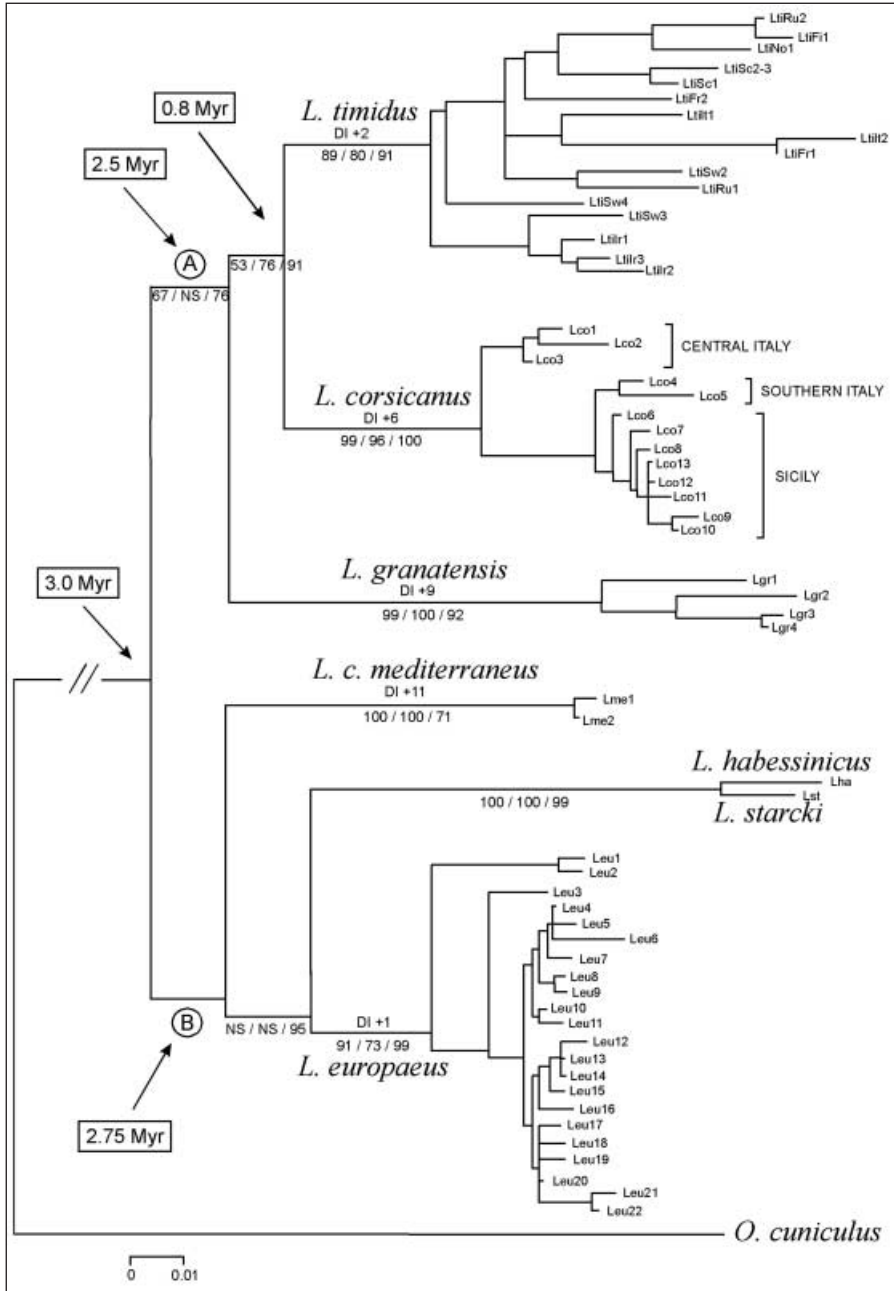 LtiRu2
LtiFi1
LtiNo1
LtiSc2-3
LtiSc1
LtiFr2
LtiIt1
LtiIt2
LtiFr1
LtiSw2
LtiRu1
LtiSw4
LtiSw3
LtiIr1
LtiIr3
LtiIr2
0.8 Myr
L. timidus
DI +2
89 / 80 / 91
2.5 Myr
A
53 / 76 / 91
67 / NS / 76
Lco1
Lco2
Lco3
CENTRAL ITALY
L. corsicanus
DI +6
99 / 96 / 100
Lco4
Lco5
SOUTHERN ITALY
Lco6
Lco7
Lco8
Lco13
Lco12
Lco11
Lco9
Lco10
SICILY
L. granatensis
DI +9
99 / 100 / 92
Lgr1
Lgr2
Lgr3
Lgr4
3.0 Myr
L. c. mediterraneus
DI +11
100 / 100 / 71
Lme1
Lme2
L. habessinicus
Lha
Lst
L. starcki
100 / 100 / 99
Leu1
Leu2
Leu3
Leu4
Leu5
Leu6
Leu7
Leu8
Leu9
Leu10
Leu11
Leu12
Leu13
Leu14
Leu15
Leu16
Leu17
Leu18
Leu19
Leu20
Leu21
Leu22
B
NS / NS / 95
DI +1
91 / 73 / 99
L. europaeus
2.75 Myr
O. cuniculus
0 0.01